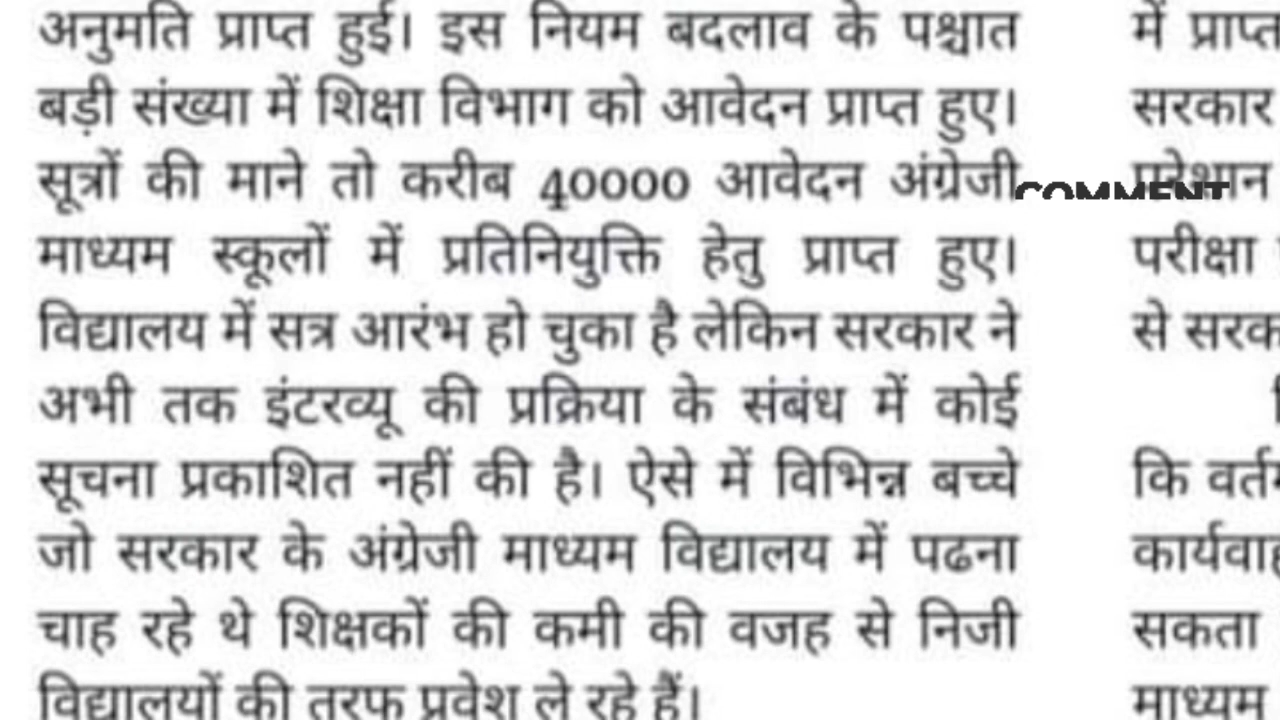 अनुमति प्राप्त हुई। इस नियम बदलाव के पश्चात
बड़ी संख्या में शिक्षा विभाग को आवेदन प्राप्त हुए।
सूत्रों की माने तो करीब 40000 आवेदन अंग्रेजी
माध्यम स्कूलों में प्रतिनियुक्ति हेतु प्राप्त हुए।
विद्यालय में सत्र आरंभ हो चुका है लेकिन सरकार ने
अभी तक इंटरव्यू की प्रक्रिया के संबंध में कोई
सूचना प्रकाशित नहीं की है। ऐसे में विभिन्न बच्चे
जो सरकार के अंग्रेजी माध्यम विद्यालय में पढना
चाह रहे थे शिक्षकों की कमी की वजह से निजी
विद्यालयों की तरफ प्रवेश ले रहे हैं।
में प्राप्त
सरकार
परेशान
परीक्षा
से
कि
सकता
माध्यम
COMMENT